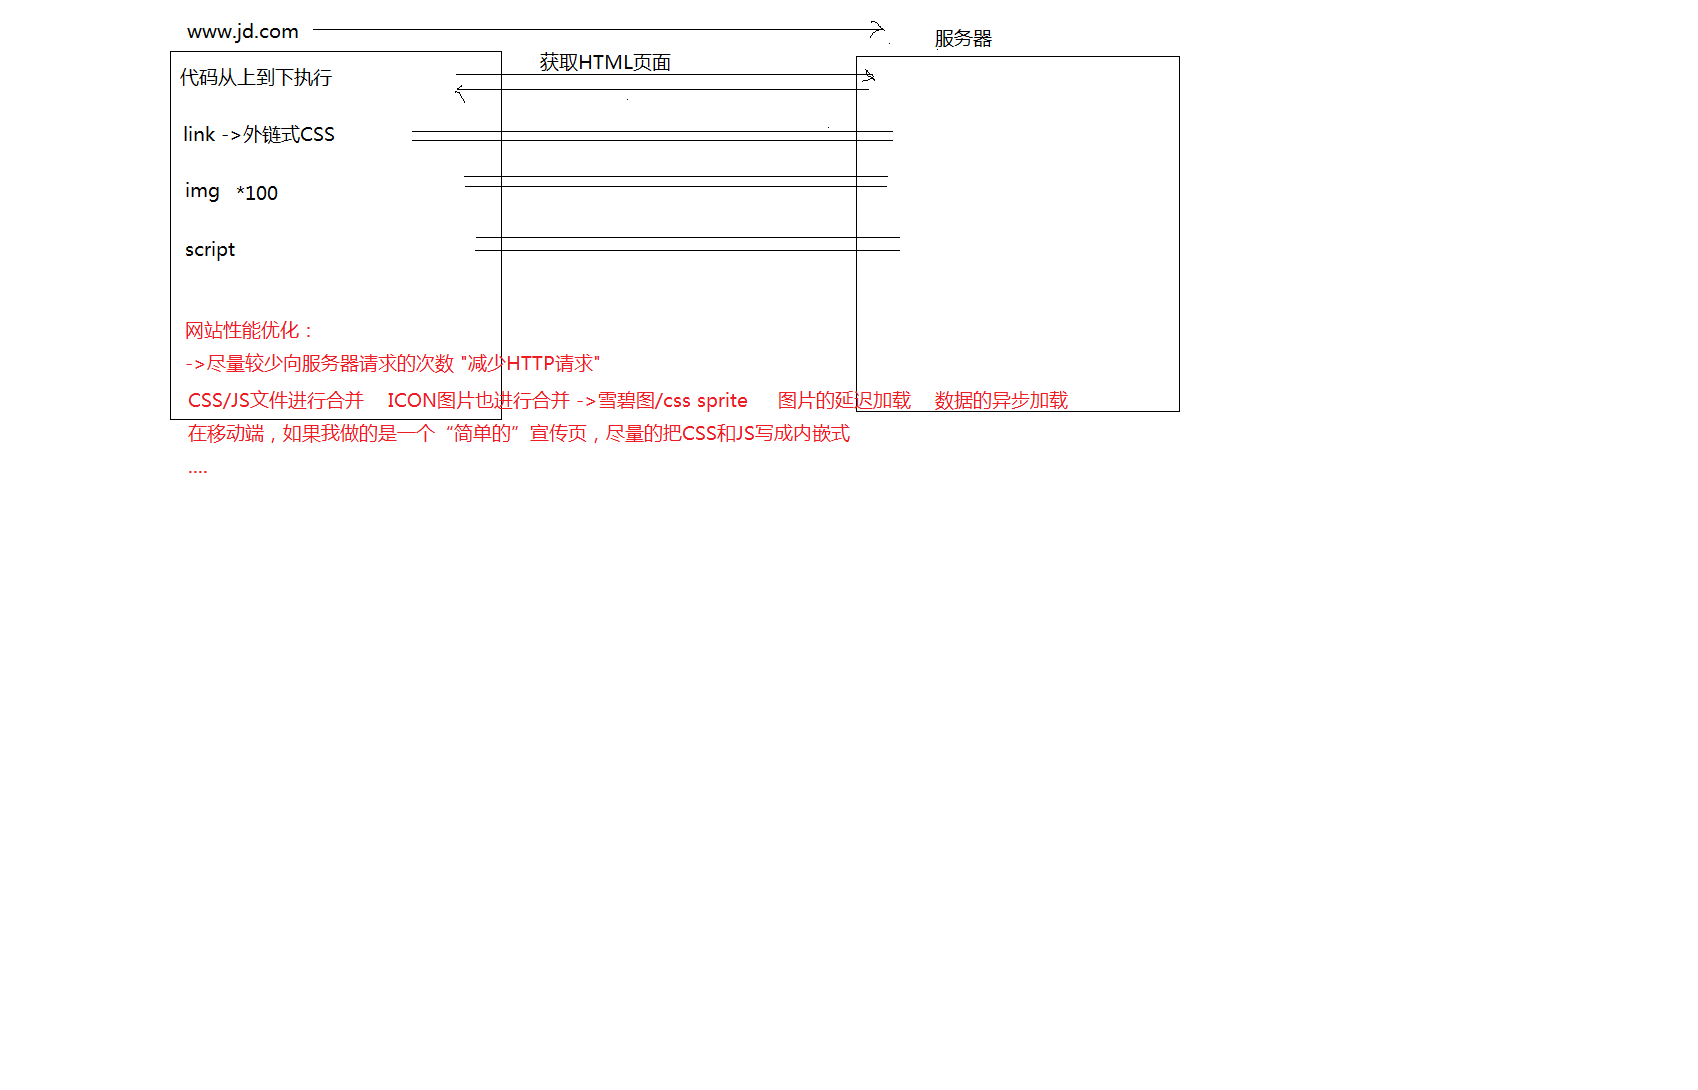 www.jd.com
服务器
获取HTML页面
代码从上到下执行
link ->外链式CSS
img *100
script
网站性能优化：
->尽量较少向服务器请求的次数 "减少HTTP请求"
CSS/JS文件进行合并 ICON图片也进行合并 ->雪碧图/css sprite 图片的延迟加载 数据的异步加载
在移动端，如果我做的是一个“简单的”宣传页，尽量的把CSS和JS写成内嵌式
....